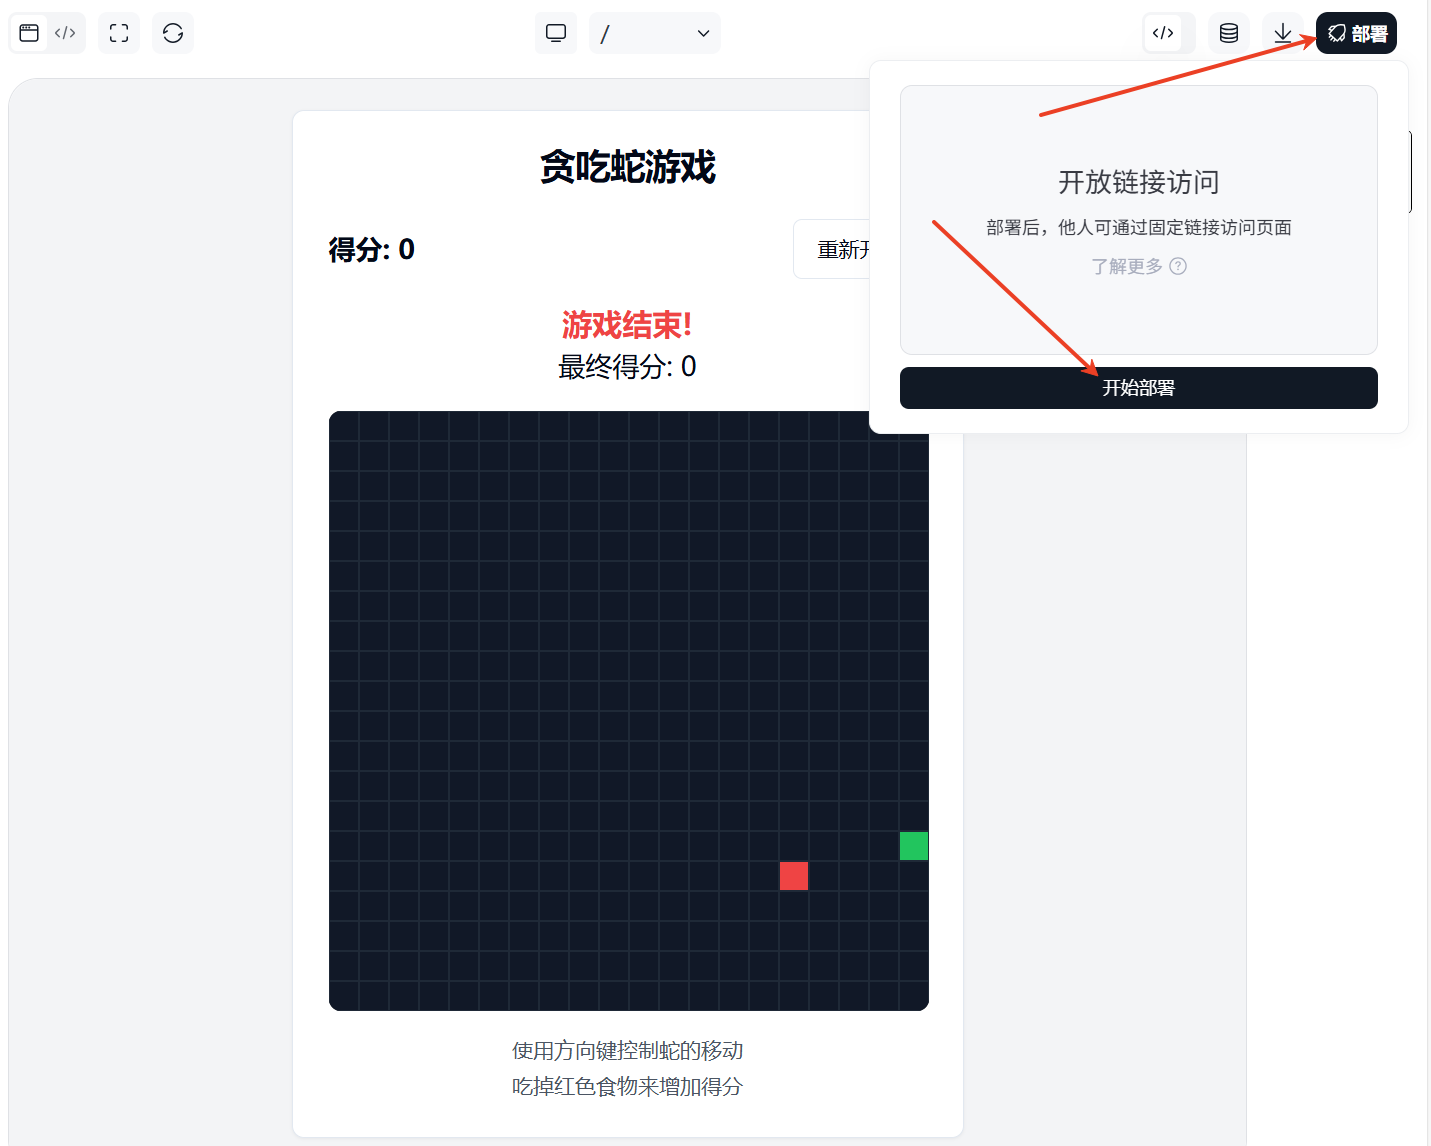 /
部署
贪吃蛇游戏
得分: 0
重新开
游戏结束!
最终得分: 0
开放链接访问
部署后，他人可通过固定链接访问页面
了解更多
开始部署
使用方向键控制蛇的移动
吃掉红色食物来增加得分